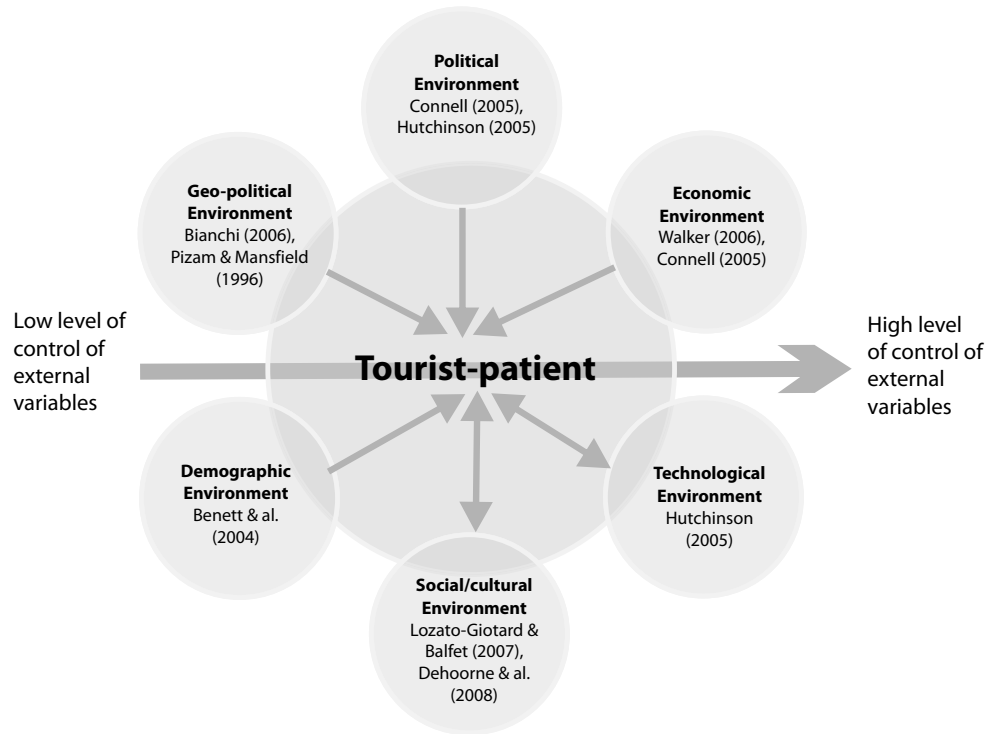 Political
Environment
Connell (2005),
Hutchinson (2005)
Geo-political
Environment
Bianchi (2006),
Pizam & Mansfield
(1996)
Economic
Environment
Walker (2006),
Connell (2005)
Low level of
control of
external
variables
Tourist-patient
High level
of control of
external
variables
Demographic
Environment
Benett & al.
(2004)
Social/cultural
Environment
Lozato-Giotard &
Balfet (2007),
Dehoorne & al.
(2008)
Technological
Environment
Hutchinson
(2005)